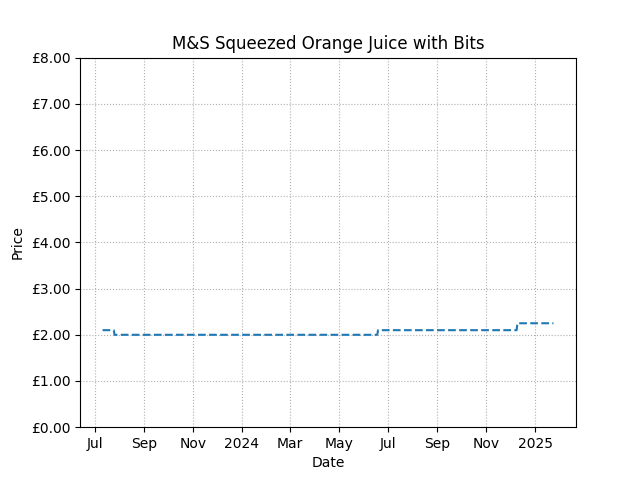 M&S Squeezed Orange Juice with Bits
£8.00
£7.00
£6.00
£5.00
£4.00
£3.00
£2.00
£1.00
£0.00
Price
Jul Sep Nov 2024 Mar May Jul Sep Nov 2025
Date